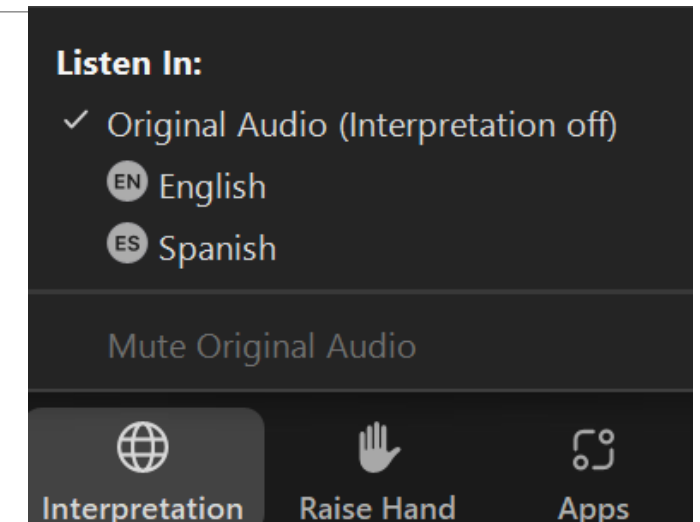 Listen In:
✓ Original Audio (Interpretation off)
EN English
ES Spanish
Mute Original Audio
Interpretation Raise Hand Apps